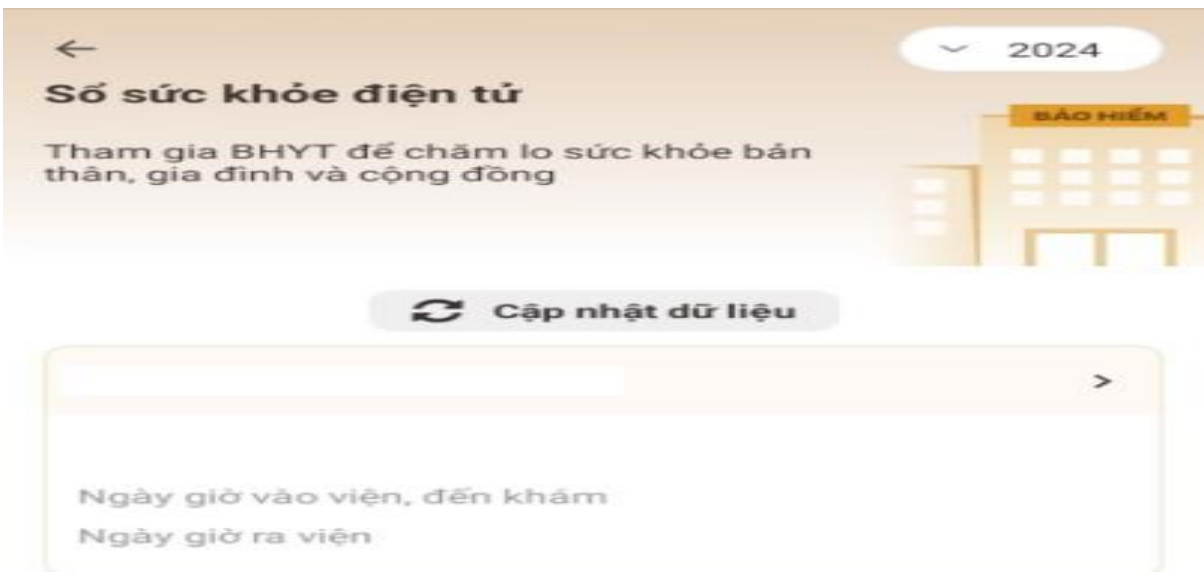 2024
Sổ sức khỏe điện tử
BẢO HIỂM
Tham gia BHYT để chăm lo sức khỏe bản
thân, gia đình và cộng đồng
Cập nhật dữ liệu
Ngày giờ vào viện, đến khám
Ngày giờ ra viện